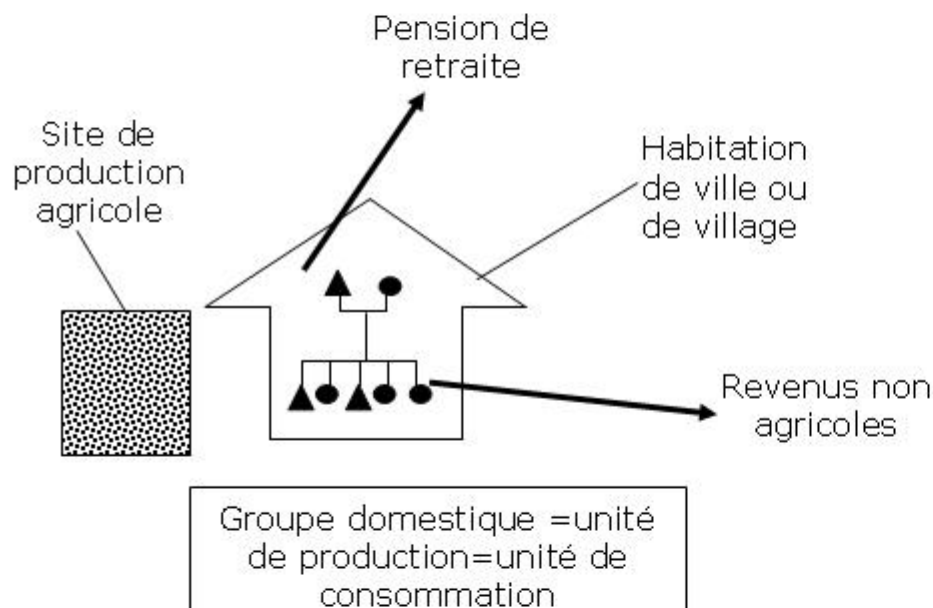 Pension de
retraite
Site de
production
agricole
Habitation
de ville ou
de village
Revenus non
agricoles
Groupe domestique =unité
de production=unité de
consommation